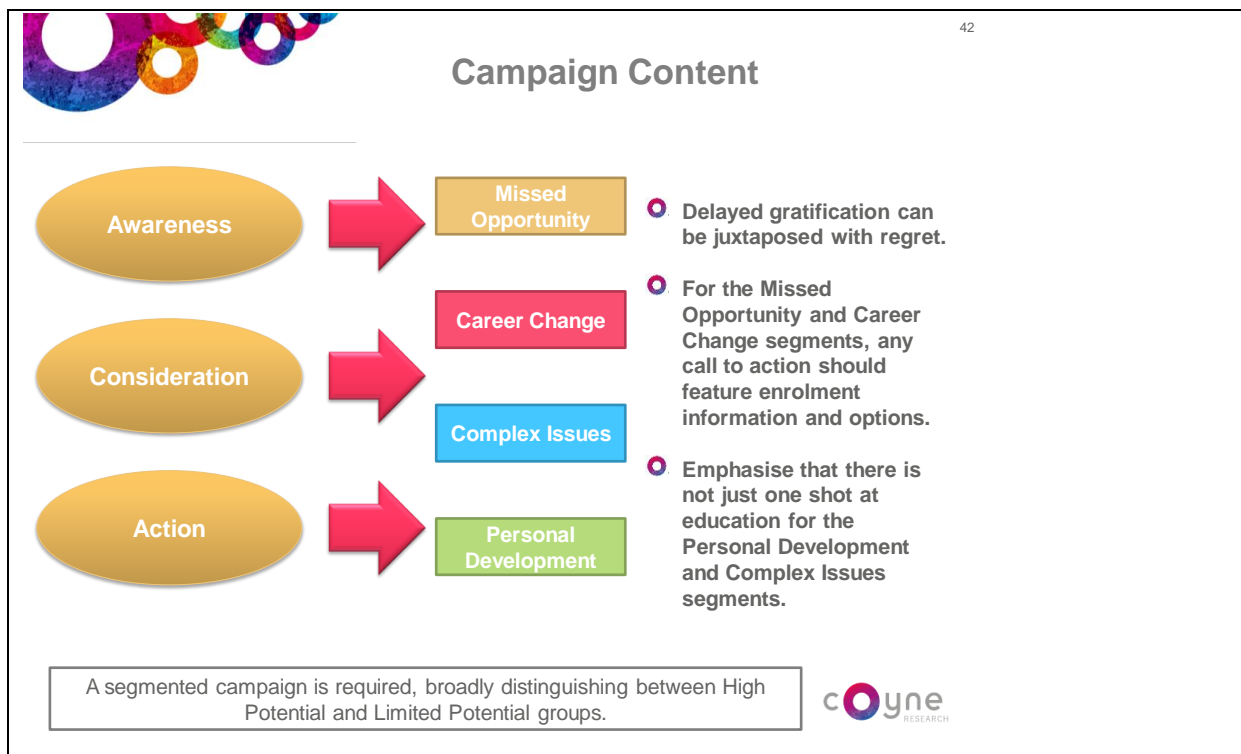 42
Campaign Content
Awareness
Consideration
Action
Missed
Opportunity
Career Change
Complex Issues
Personal
Development
Delayed gratification can
be juxtaposed with regret.
For the Missed
Opportunity and Career
Change segments, any
call to action should
feature enrolment
information and options.
Emphasise that there is
not just one shot at
education for the
Personal Development
and Complex Issues
segments.
A segmented campaign is required, broadly distinguishing between High
Potential and Limited Potential groups.
coyne
RESEARCH